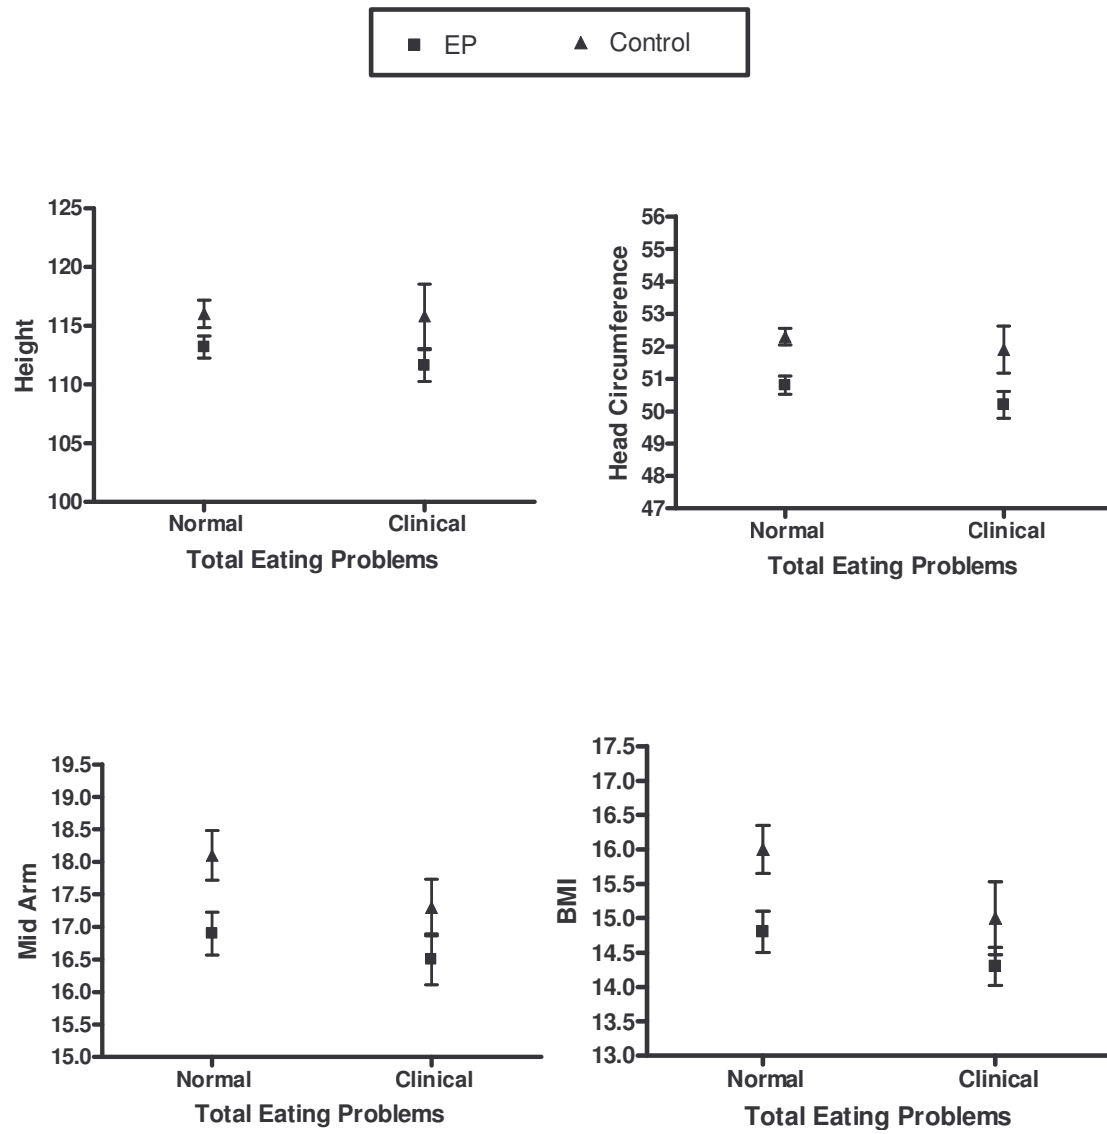 EP Control
125
120
115
110
105
100
Height
Normal Clinical
Total Eating Problems
56
55
54
53
52
51
50
49
48
47
Head Circumference
Normal Clinical
Total Eating Problems
19.5
19.0
18.5
18.0
17.5
17.0
16.5
16.0
15.5
15.0
Mid Arm
Normal Clinical
Total Eating Problems
17.5
17.0
16.5
16.0
15.5
15.0
14.5
14.0
13.5
13.0
BMI
Normal Clinical
Total Eating Problems